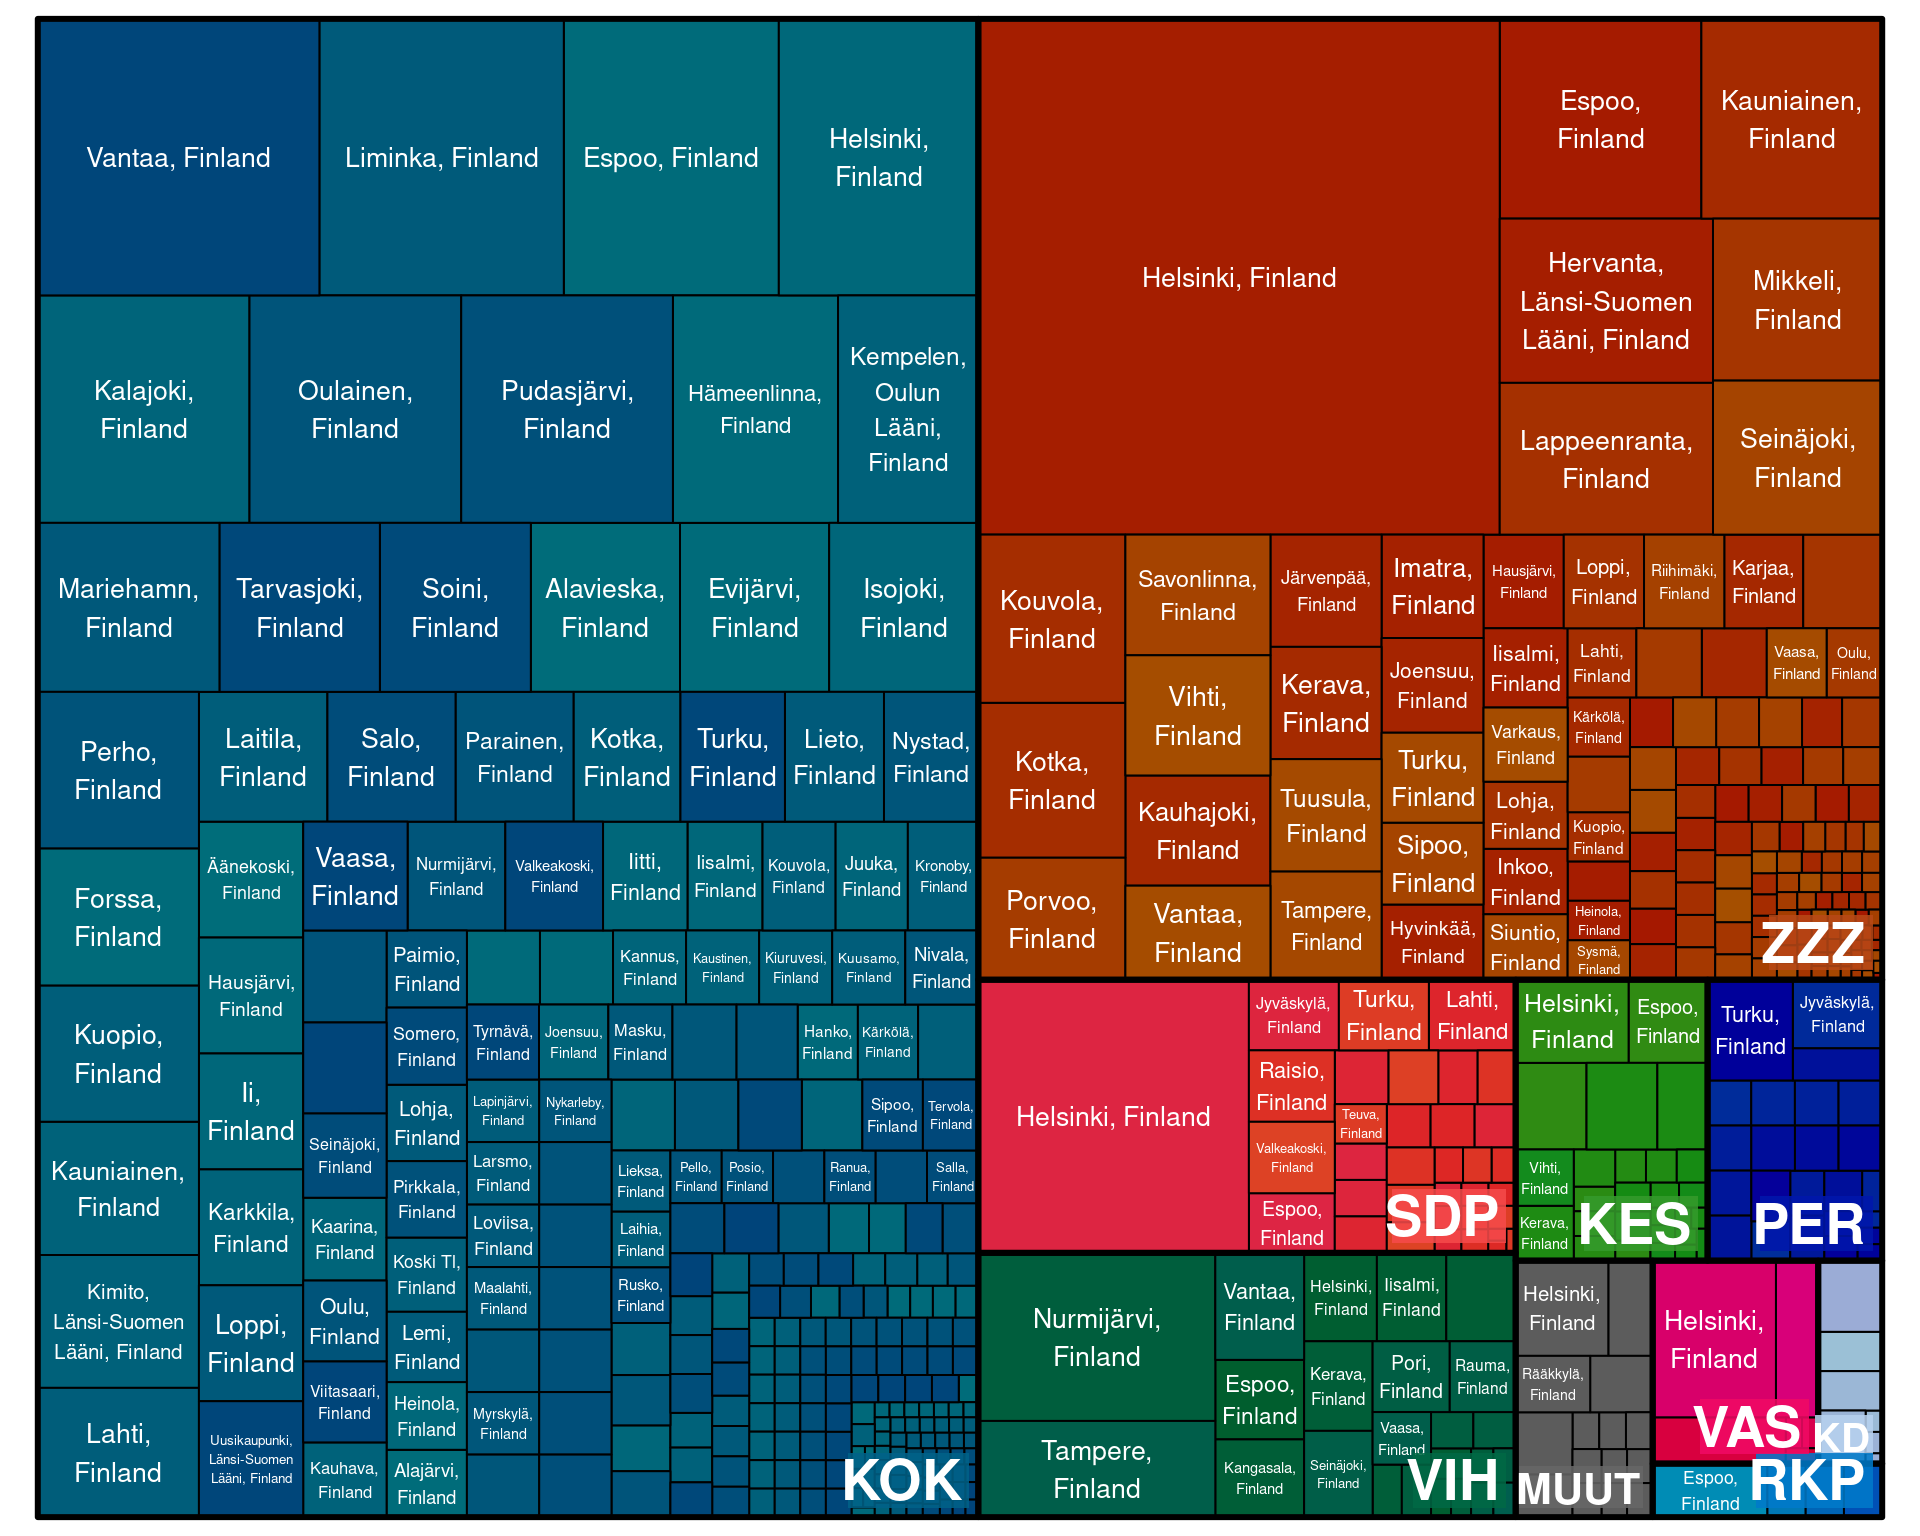 Vantaa, Finland
Liminka, Finland
Espoo, Finland
Helsinki,
Finland
Kalajoki,
Finland
Oulainen,
Finland
Pudasjärvi,
Finland
Hämeenlinna,
Finland
Kempelen,
Oulun
Lääni,
Finland
Mariehamn,
Finland
Tarvasjoki,
Finland
Soini,
Finland
Alavieska,
Finland
Evijärvi,
Finland
Isojoki,
Finland
Perho,
Finland
Forssa,
Finland
Kuopio,
Finland
Kauniainen,
Finland
Kimito,
Länsi-Suomen
Lääni, Finland
Lahti,
Finland
Laitila,
Finland
Salo,
Finland
Parainen,
Finland
Kotka,
Finland
Turku,
Finland
Lieto,
Finland
Nystad,
Finland
Äänekoski,
Finland
Hausjärvi,
Finland
Ii,
Finland
Karkkila,
Finland
Loppi,
Finland
Uusikaupunki,
Länsi-Suomen
Lääni, Finland
Vaasa,
Finland
Nurmijärvi,
Finland
Valkeakoski,
Finland
Iitti,
Finland
Iisalmi,
Finland
Kouvola,
Finland
Juuka,
Finland
Kronoby,
Finland
Seinäjoki,
Finland
Kaarina,
Finland
Oulu,
Finland
Viitasaari,
Finland
Kauhava,
Finland
Paimio,
Finland
Somero,
Finland
Lohja,
Finland
Pirkkala,
Finland
Koski Tl,
Finland
Lemi,
Finland
Heinola,
Finland
Alajärvi,
Finland
Kannus,
Finland
Kaustinen,
Finland
Kiuruvesi,
Finland
Kuusamo,
Finland
Nivala,
Finland
Tyrnävä,
Finland
Joensuu,
Finland
Masku,
Finland
Hanko,
Finland
Kärkölä,
Finland
Lapinjärvi,
Finland
Nykarleby,
Finland
Sipoo,
Finland
Tervola,
Finland
Larsmo,
Finland
Loviisa,
Finland
Maalahti,
Finland
Myrskylä,
Finland
Lieksa,
Finland
Laihia,
Finland
Rusko,
Finland
Pello,
Finland
Posio,
Finland
Ranua,
Finland
Salla,
Finland
KOK
Helsinki, Finland
Espoo,
Finland
Kauniainen,
Finland
Hervanta,
Länsi-Suomen
Lääni, Finland
Mikkeli,
Finland
Lappeenranta,
Finland
Seinäjoki,
Finland
Kouvola,
Finland
Kotka,
Finland
Porvoo,
Finland
Savonlinna,
Finland
Vihti,
Finland
Kauhajoki,
Finland
Vantaa,
Finland
Järvenpää,
Finland
Kerava,
Finland
Tuusula,
Finland
Tampere,
Finland
Imatra,
Finland
Joensuu,
Finland
Turku,
Finland
Sipoo,
Finland
Hyvinkää,
Finland
Hausjärvi,
Finland
Loppi,
Finland
Riihimäki,
Finland
Karjaa,
Finland
Iisalmi,
Finland
Varkaus,
Finland
Lohja,
Finland
Inkoo,
Finland
Siuntio,
Finland
Lahti,
Finland
Vaasa,
Finland
Oulu,
Finland
Kärkölä,
Finland
Kuopio,
Finland
Heinola,
Finland
Sysmä,
Finland
ZZZ
Helsinki, Finland
Jyväskylä,
Finland
Turku,
Finland
Lahti,
Finland
Raisio,
Finland
Valkeakoski,
Finland
Espoo,
Finland
Teuva,
Finland
SDP
Helsinki,
Finland
Espoo,
Finland
Vihti,
Finland
Kerava,
Finland
KES
Turku,
Finland
Jyväskylä,
Finland
PER
Nurmijärvi,
Finland
Tampere,
Finland
Vantaa,
Finland
Espoo,
Finland
Kangasala,
Finland
Helsinki,
Finland
Iisalmi,
Finland
Kerava,
Finland
Seinäjoki,
Finland
Pori,
Finland
Rauma,
Finland
Vaasa,
Finland
VIH
Helsinki,
Finland
Rääkkylä,
Finland
MUUT
Helsinki,
Finland
VAS
KD
Espoo,
Finland
RKP